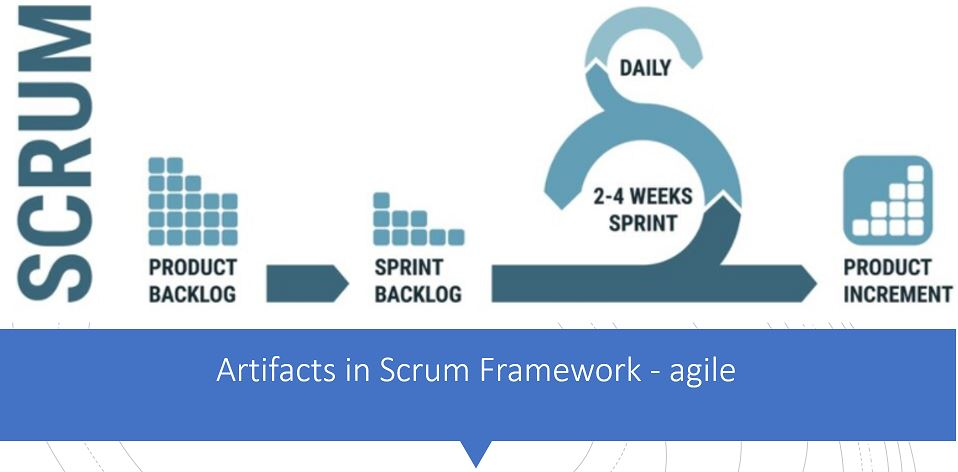 SCRUM
DAILY
2-4 WEEKS
SPRINT
PRODUCT
BACKLOG
SPRINT
BACKLOG
PRODUCT
INCREMENT
Artifacts in Scrum Framework - agile